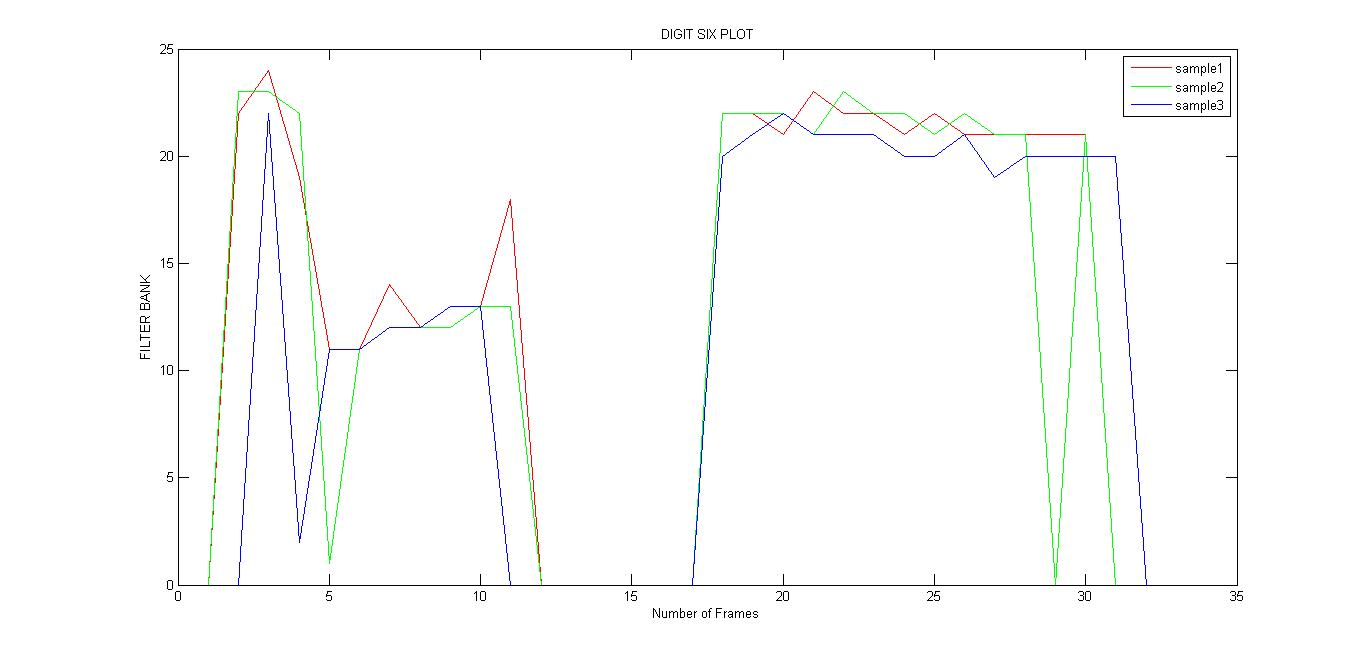 DIGIT SIX PLOT
25
20
15
10
5
0
FILTER BANK
sample1
sample2
sample3
0 5 10 15 20 25 30 35
Number of Frames